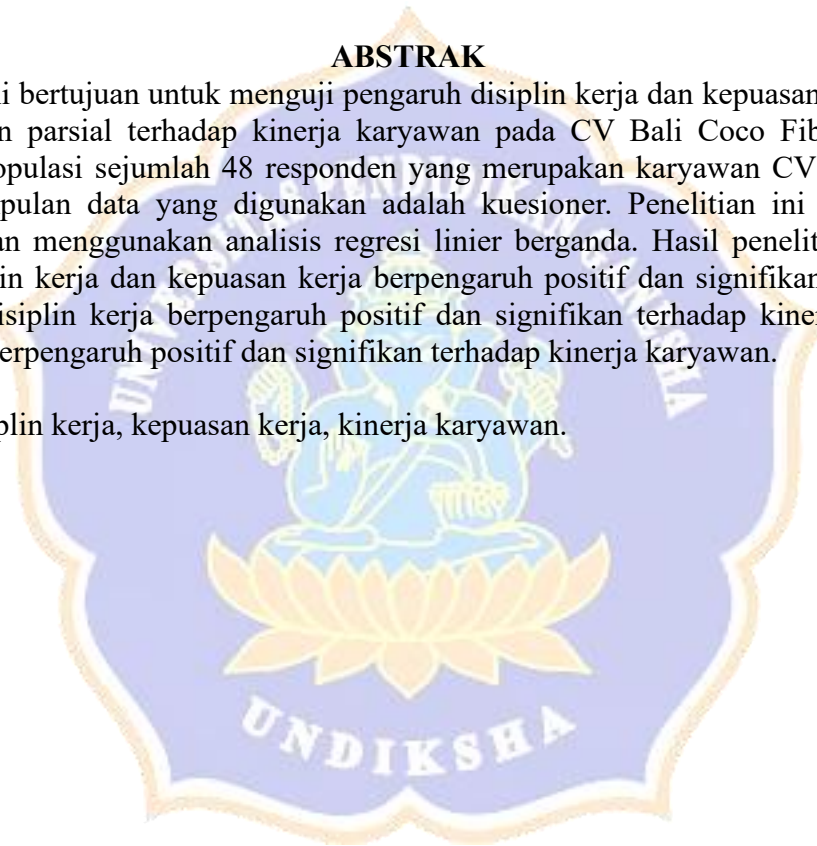 ABSTRAK
i bertujuan untuk menguji pengaruh disiplin kerja dan kepuasan
n parsial terhadap kinerja karyawan pada CV Bali Coco Fib
opulasi sejumlah 48 responden yang merupakan karyawan CV
pulan data yang digunakan adalah kuesioner. Penelitian ini
an menggunakan analisis regresi linier berganda. Hasil penelit
in kerja dan kepuasan kerja berpengaruh positif dan signifikan
isiplin kerja berpengaruh positif dan signifikan terhadap kiner
erpengaruh positif dan signifikan terhadap kinerja karyawan.
plin kerja, kepuasan kerja, kinerja karyawan.
UNIVERSITAS PENDIDIKAN GANESHA
UNDIKSHA